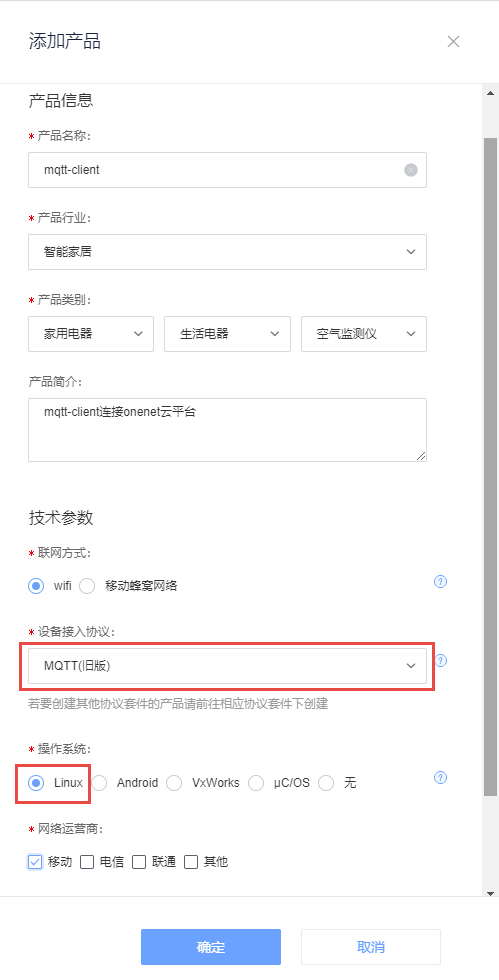 添加产品
产品信息
* 产品名称:
mqtt-client
* 产品行业:
智能家居
* 产品类别:
家用电器 生活电器 空气监测仪
产品简介:
mqtt-client连接onenet云平台
技术参数
* 联网方式:
wifi 移动蜂窝网络 ?
* 设备接入协议:
MQTT(旧版) ?
若要创建其他协议套件的产品请前往相应协议套件下创建
* 操作系统:
Linux Android VxWorks μC/OS 无 ?
* 网络运营商:
移动 电信 联通 其他
确定 取消